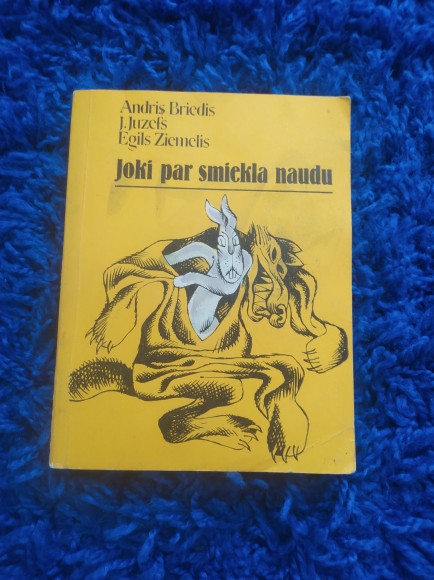 Andris Briedis
J. Juzefs
Egils Ziemelis
Joki par smiekla naudu